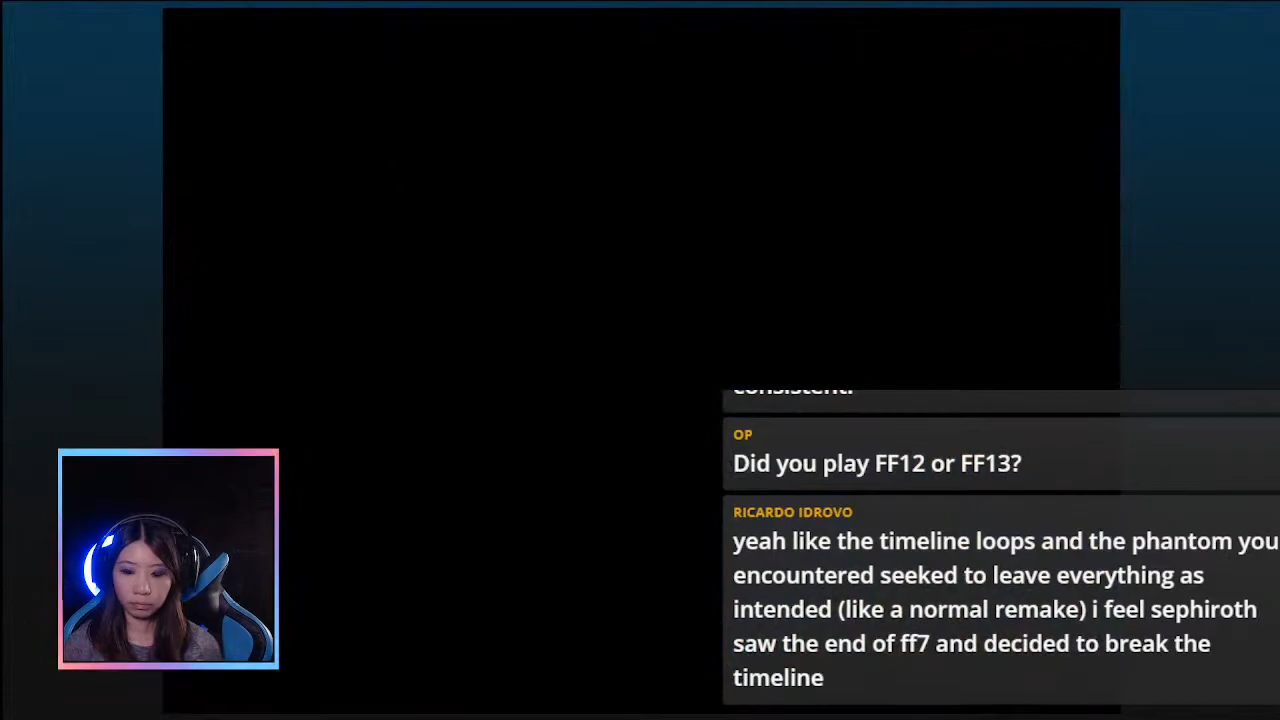 consistent.
OP
Did you play FF12 or FF13?
RICARDO IDROVO
yeah like the timeline loops and the phantom you
encountered seeked to leave everything as
intended (like a normal remake) i feel sephiroth
saw the end of ff7 and decided to break the
timeline